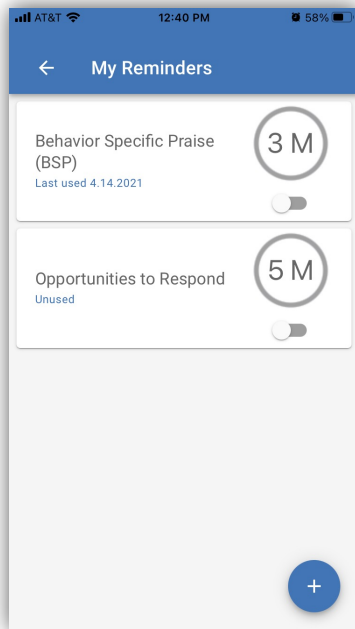 AT&T 12:40 PM 58%
My Reminders
Behavior Specific Praise
(BSP)
Last used 4.14.2021
3 M
Opportunities to Respond
Unused
5 M
+